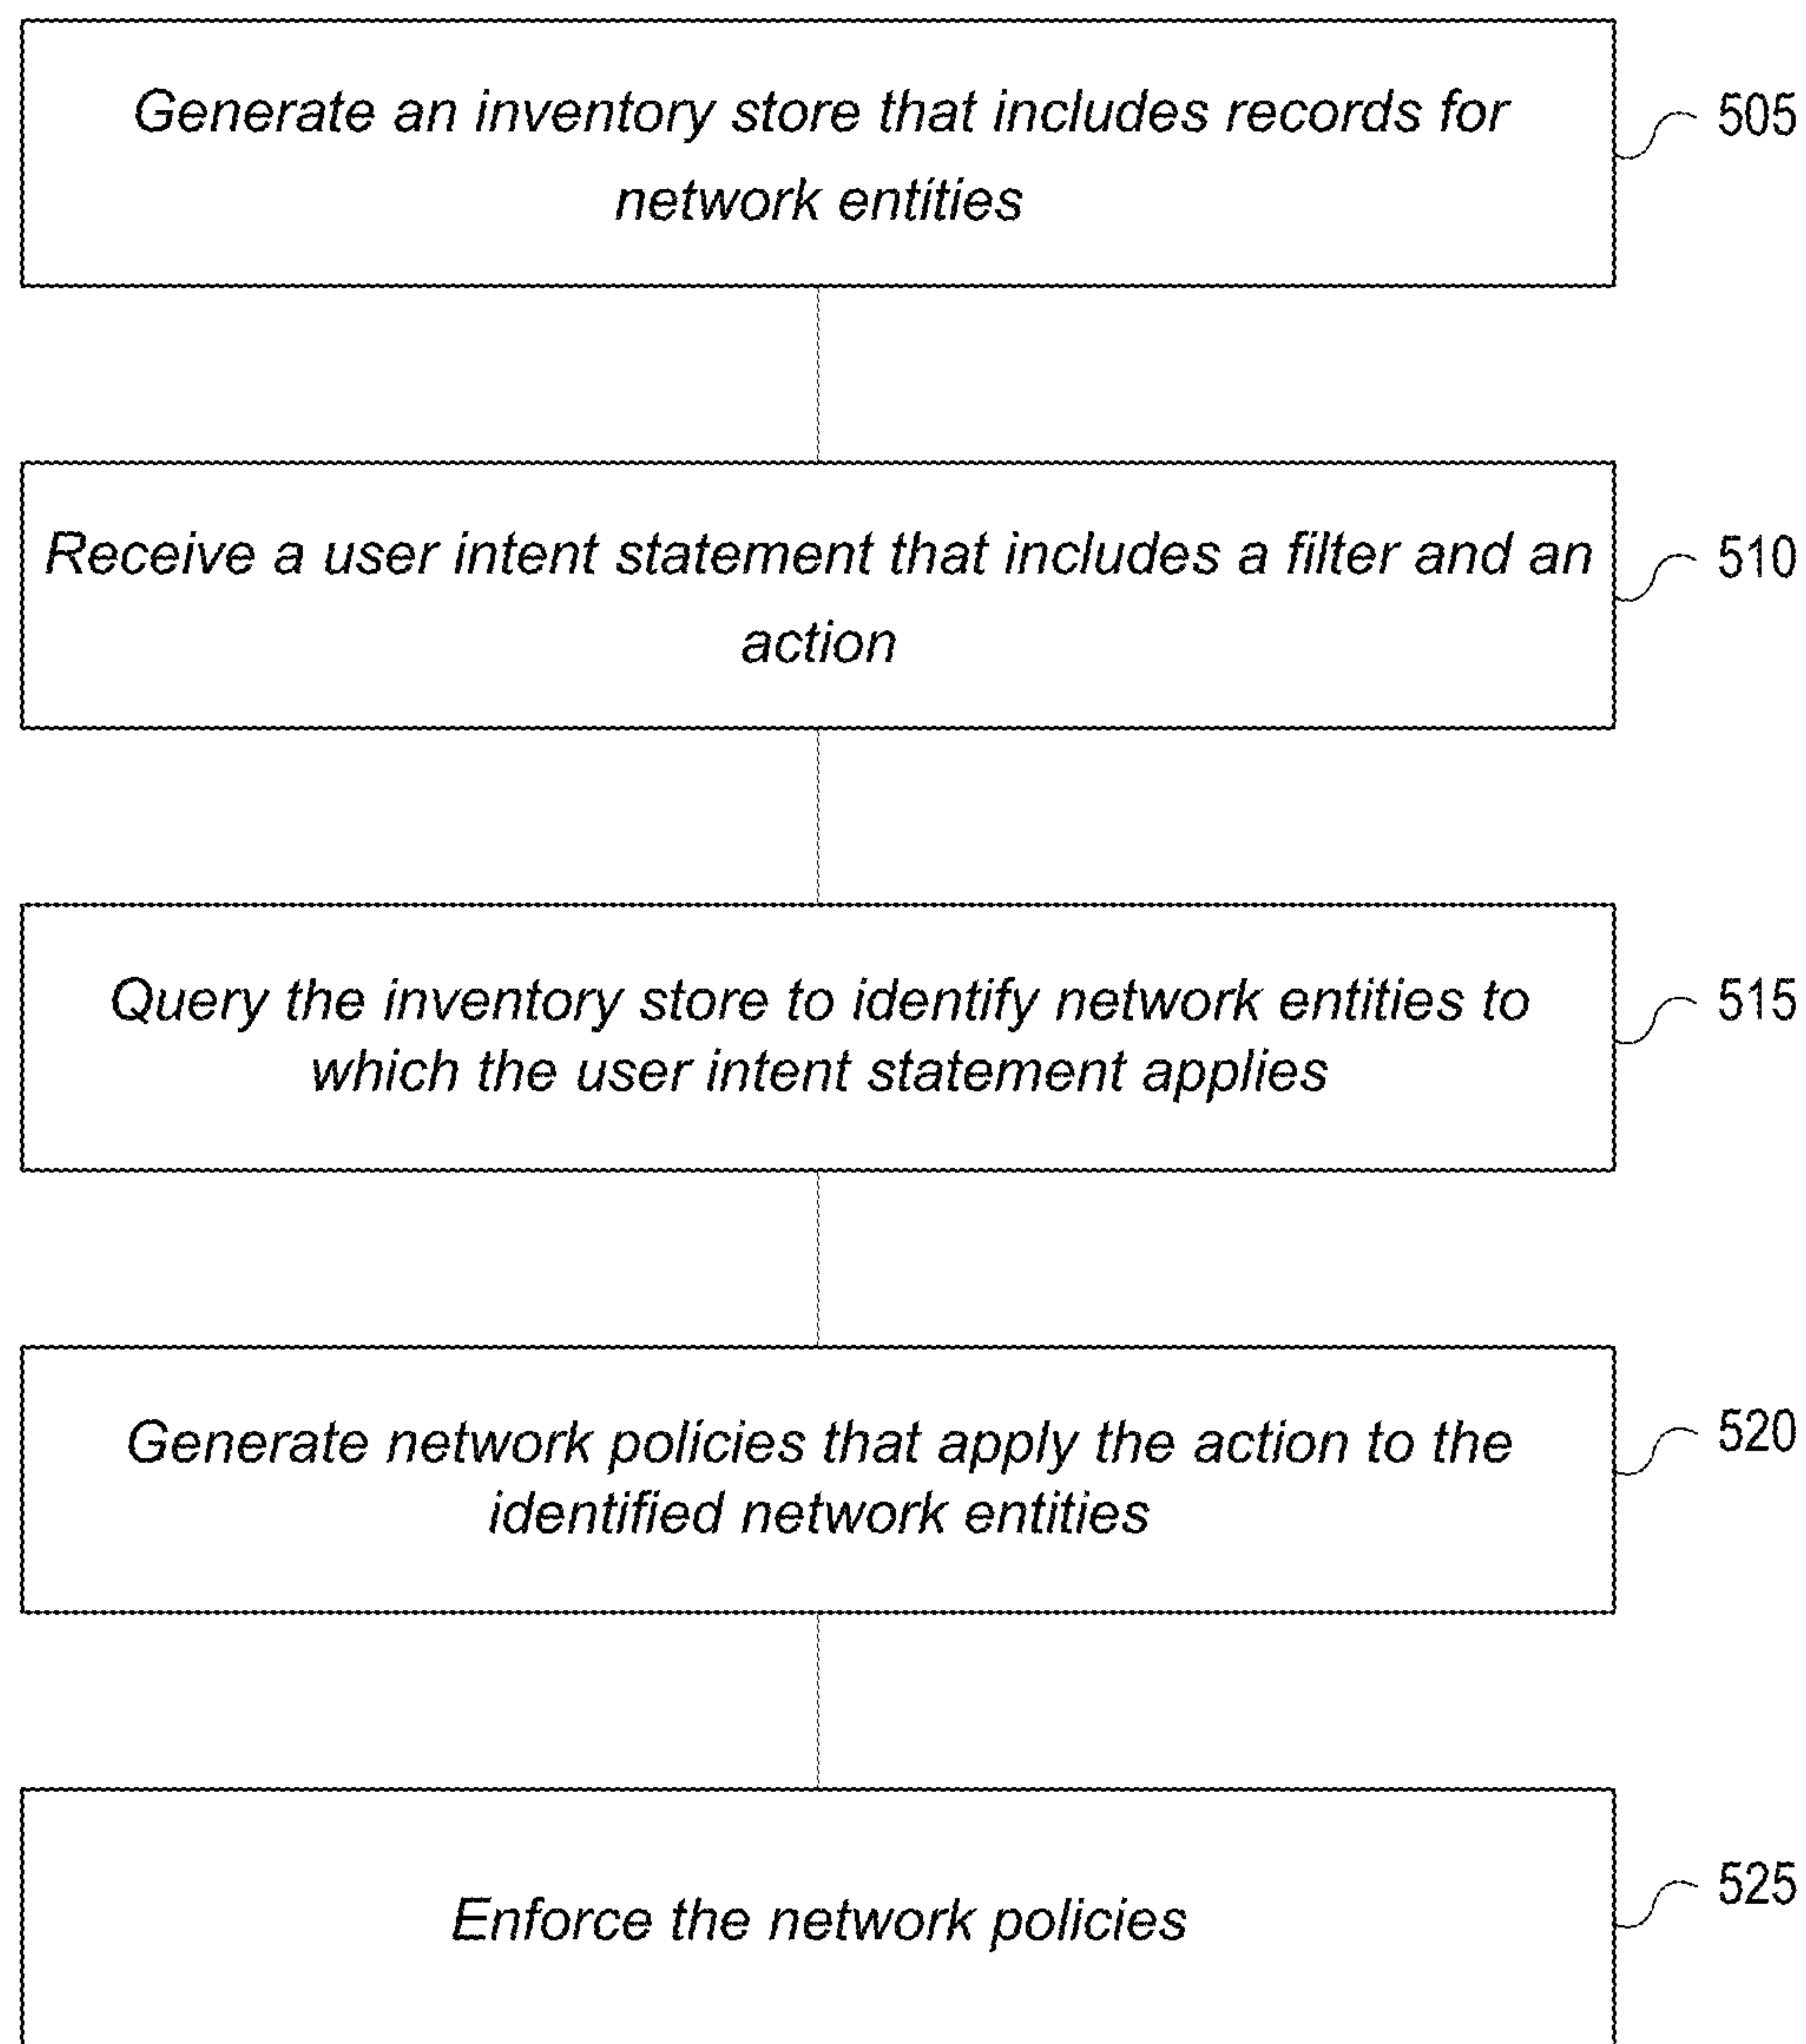 Generate an inventory store that includes records for
network entities
505
Receive a user intent statement that includes a filter and an
action
510
Query the inventory store to identify network entities to
which the user intent statement applies
515
Generate network policies that apply the action to the
identified network entities
520
Enforce the network policies
525